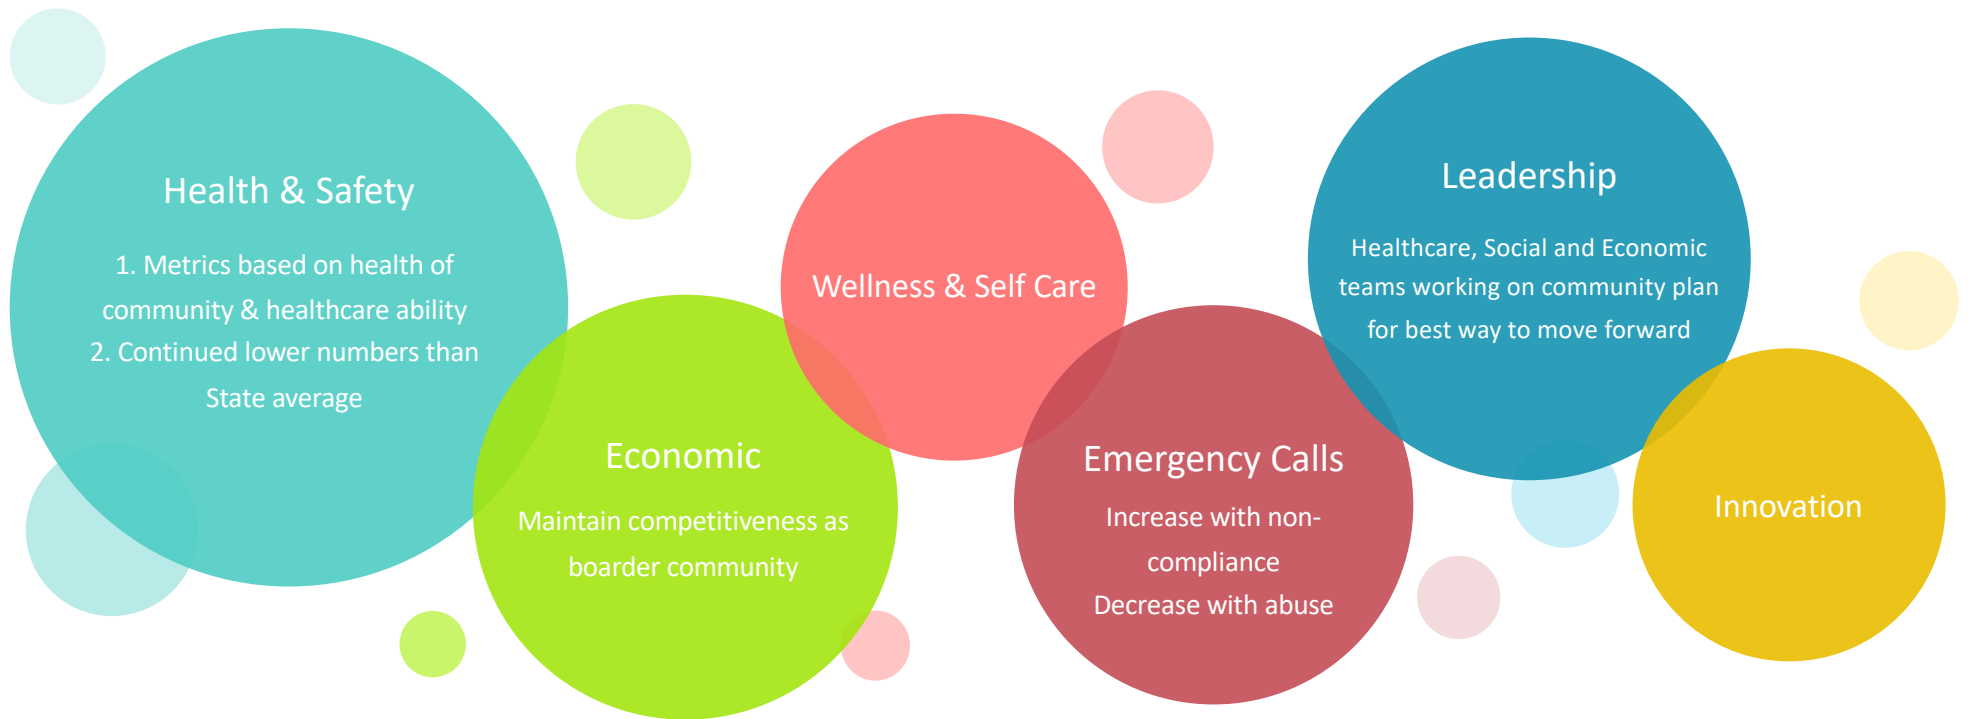 Health & Safety
1. Metrics based on health of
community & healthcare ability
2. Continued lower numbers than
State average
Economic
Maintain competitiveness as
boarder community
Wellness & Self Care
Emergency Calls
Increase with non-
compliance
Decrease with abuse
Leadership
Healthcare, Social and Economic
teams working on community plan
for best way to move forward
Innovation